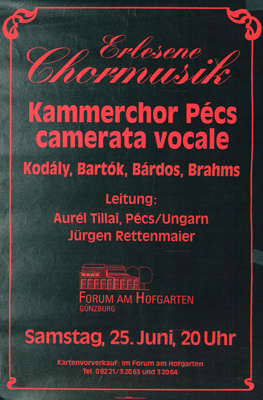 Erlesene
Chormusik
Kammerchor Pécs
camerata vocale
Kodály, Bartók, Bárdos, Brahms
Leitung:
Aurél Tillai, Pécs/Ungarn
Jürgen Rettenmaier
FORUM AM HOFGARTEN
GÜNZBURG
Samstag, 25. Juni, 20 Uhr
Kartenvorverkauf: im Forum am Hofgarten
Tel. 08221/32063 und 32064